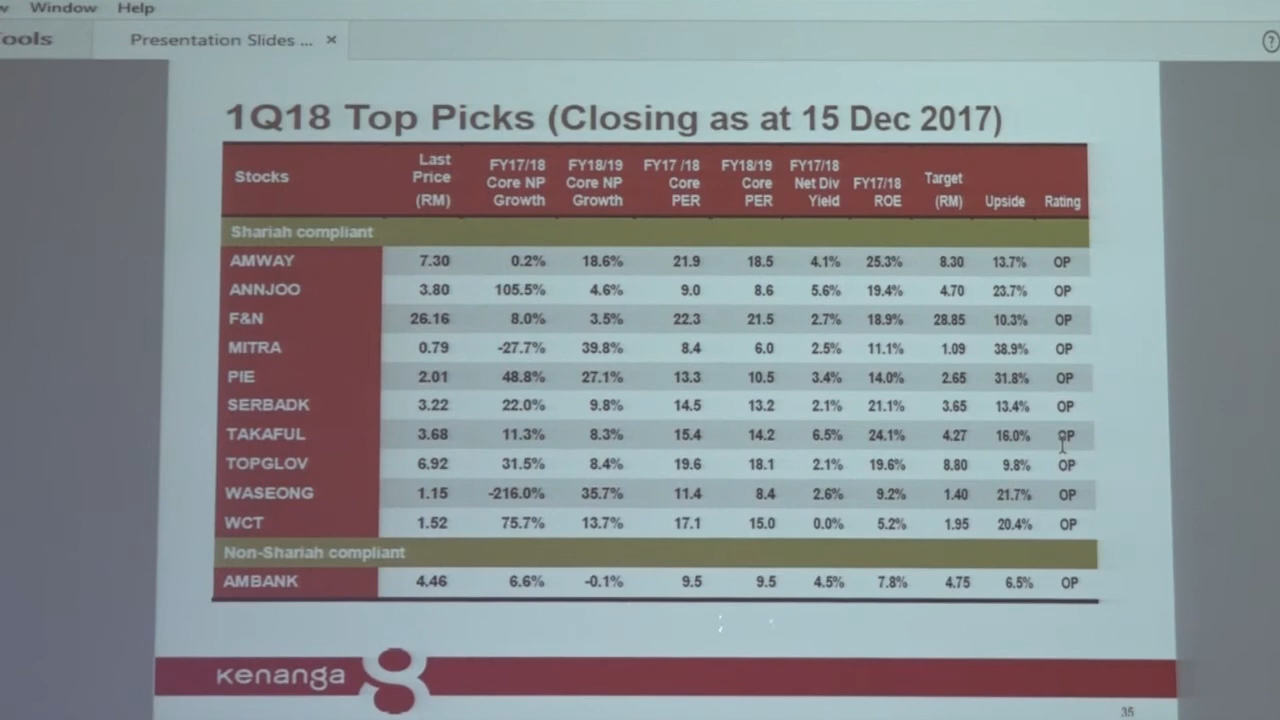 Window Help
Presentation Slides ... ×
1Q18 Top Picks (Closing as at 15 Dec 2017)
Stocks Last Price (RM) FY17/18 Core NP Growth FY18/19 Core NP Growth FY17 /18 Core PER FY18/19 Core PER FY17/18 Net Div Yield FY17/18 ROE Target (RM) Upside Rating
Shariah compliant
AMWAY 7.30 0.2% 18.6% 21.9 18.5 4.1% 25.3% 8.30 13.7% OP
ANNJOO 3.80 105.5% 4.6% 9.0 8.6 5.6% 19.4% 4.70 23.7% OP
F&N 26.16 8.0% 3.5% 22.3 21.5 2.7% 18.9% 28.85 10.3% OP
MITRA 0.79 -27.7% 39.8% 8.4 6.0 2.5% 11.1% 1.09 38.9% OP
PIE 2.01 48.8% 27.1% 13.3 10.5 3.4% 14.0% 2.65 31.8% OP
SERBADK 3.22 22.0% 9.8% 14.5 13.2 2.1% 21.1% 3.65 13.4% OP
TAKAFUL 3.68 11.3% 8.3% 15.4 14.2 6.5% 24.1% 4.27 16.0% OP
TOPGLOV 6.92 31.5% 8.4% 19.6 18.1 2.1% 19.6% 8.80 9.8% OP
WASEONG 1.15 -216.0% 35.7% 11.4 8.4 2.6% 9.2% 1.40 21.7% OP
WCT 1.52 75.7% 13.7% 17.1 15.0 0.0% 5.2% 1.95 20.4% OP
Non-Shariah compliant
AMBANK 4.46 6.6% -0.1% 9.5 9.5 4.5% 7.8% 4.75 6.5% OP
kenanga
35